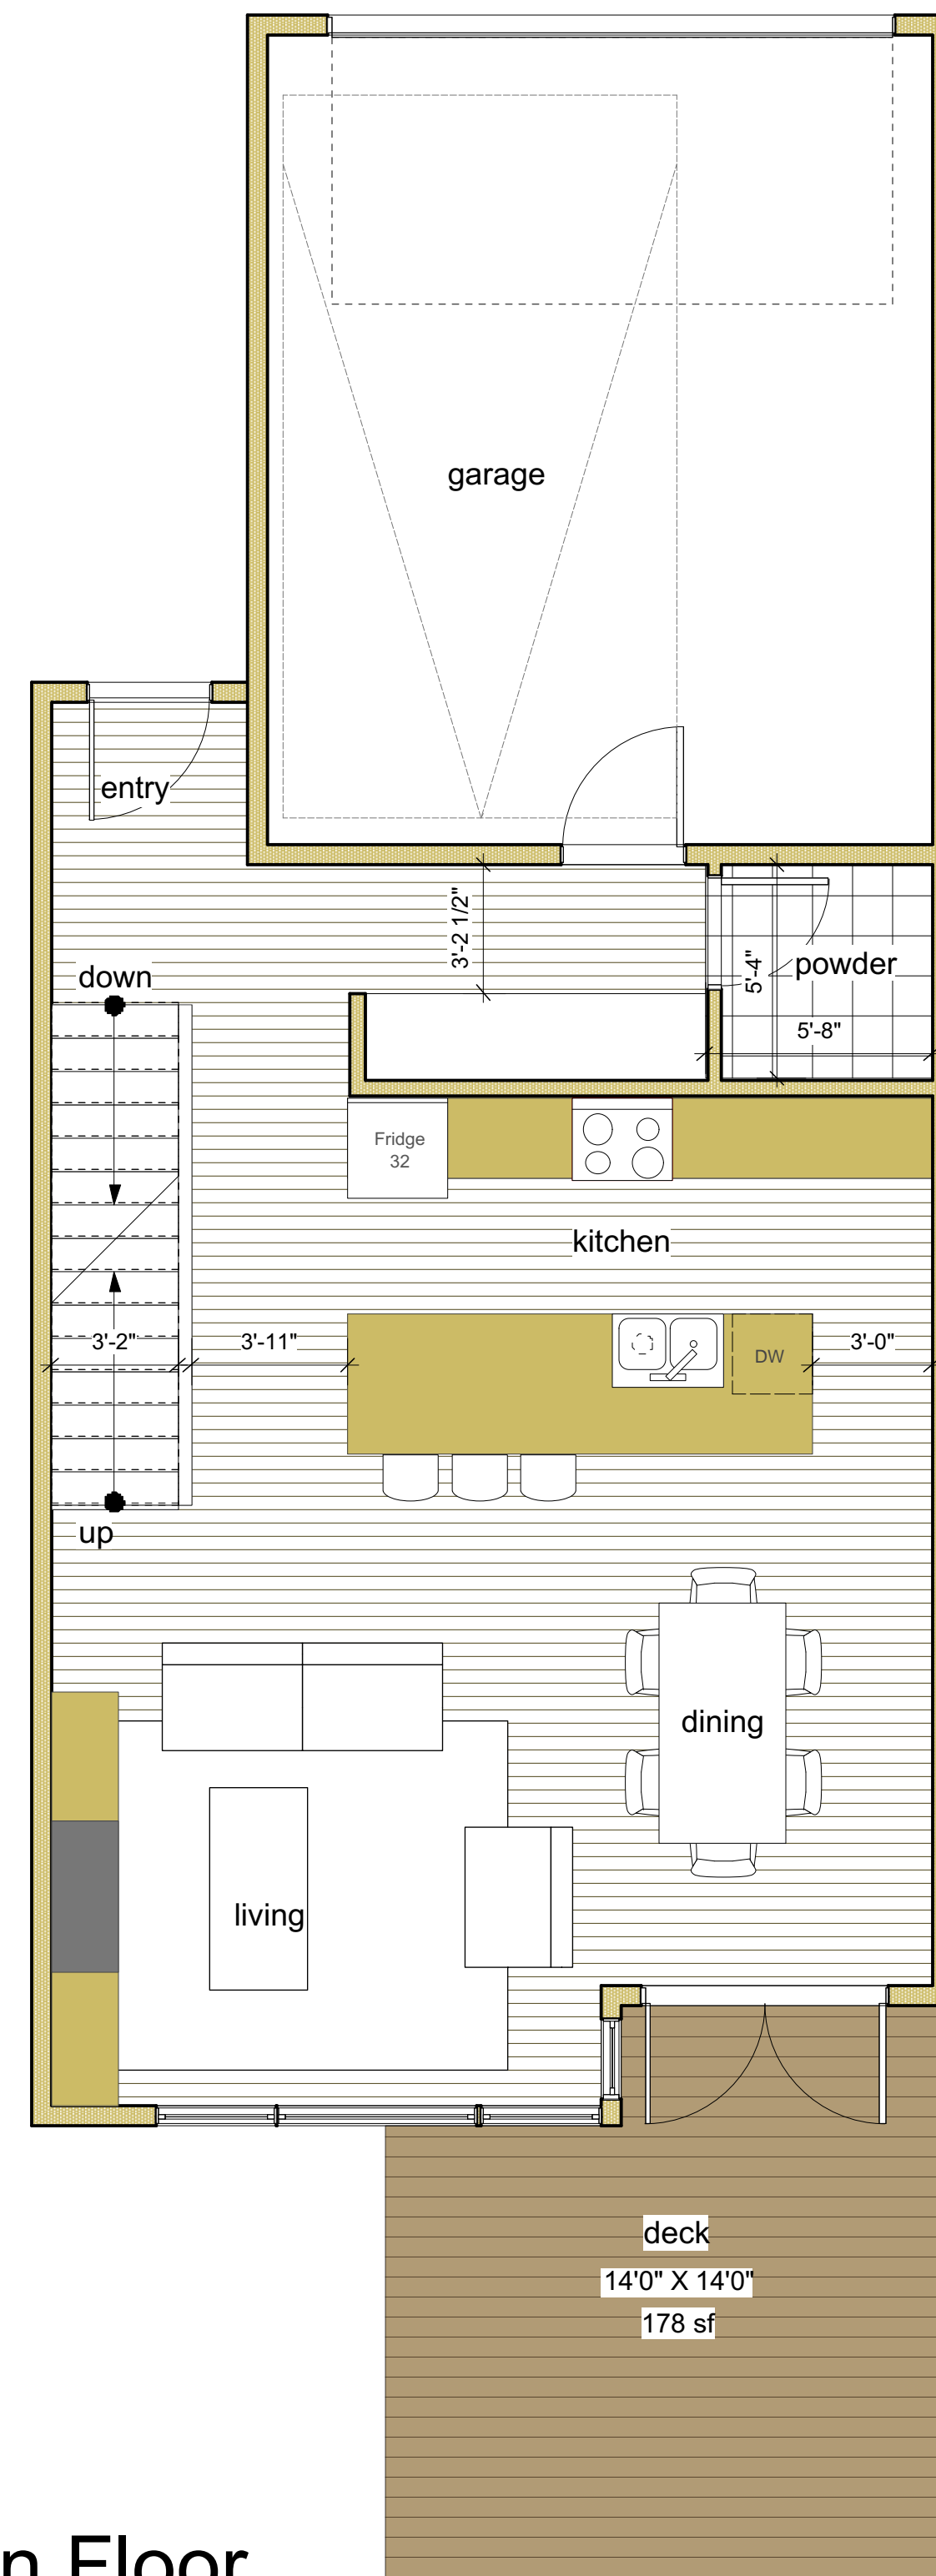 garage
entry
3'-2 1/2"
down
5'-4"
powder
5'-8"
Fridge
32
kitchen
3'-2"
3'-11"
DW
3'-0"
up
dining
living
deck
14'0" X 14'0"
178 sf
n Floor